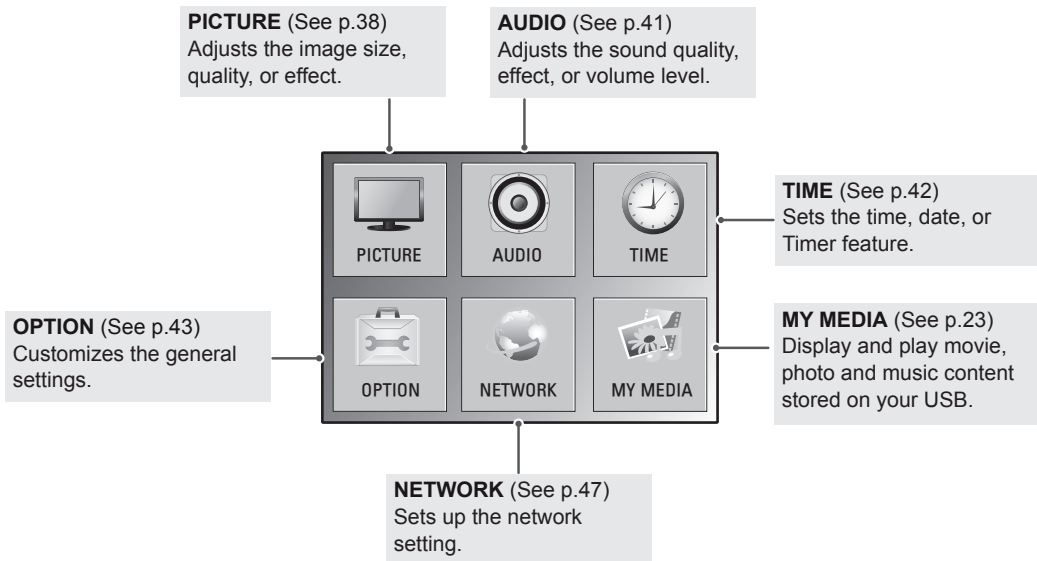 PICTURE (See p.38)
Adjusts the image size,
quality, or effect.
AUDIO (See p.41)
Adjusts the sound quality,
effect, or volume level.
PICTURE
AUDIO
TIME
TIME (See p.42)
Sets the time, date, or
Timer feature.
OPTION (See p.43)
Customizes the general
settings.
OPTION
NETWORK
MY MEDIA
MY MEDIA (See p.23)
Display and play movie,
photo and music content
stored on your USB.
NETWORK (See p.47)
Sets up the network
setting.